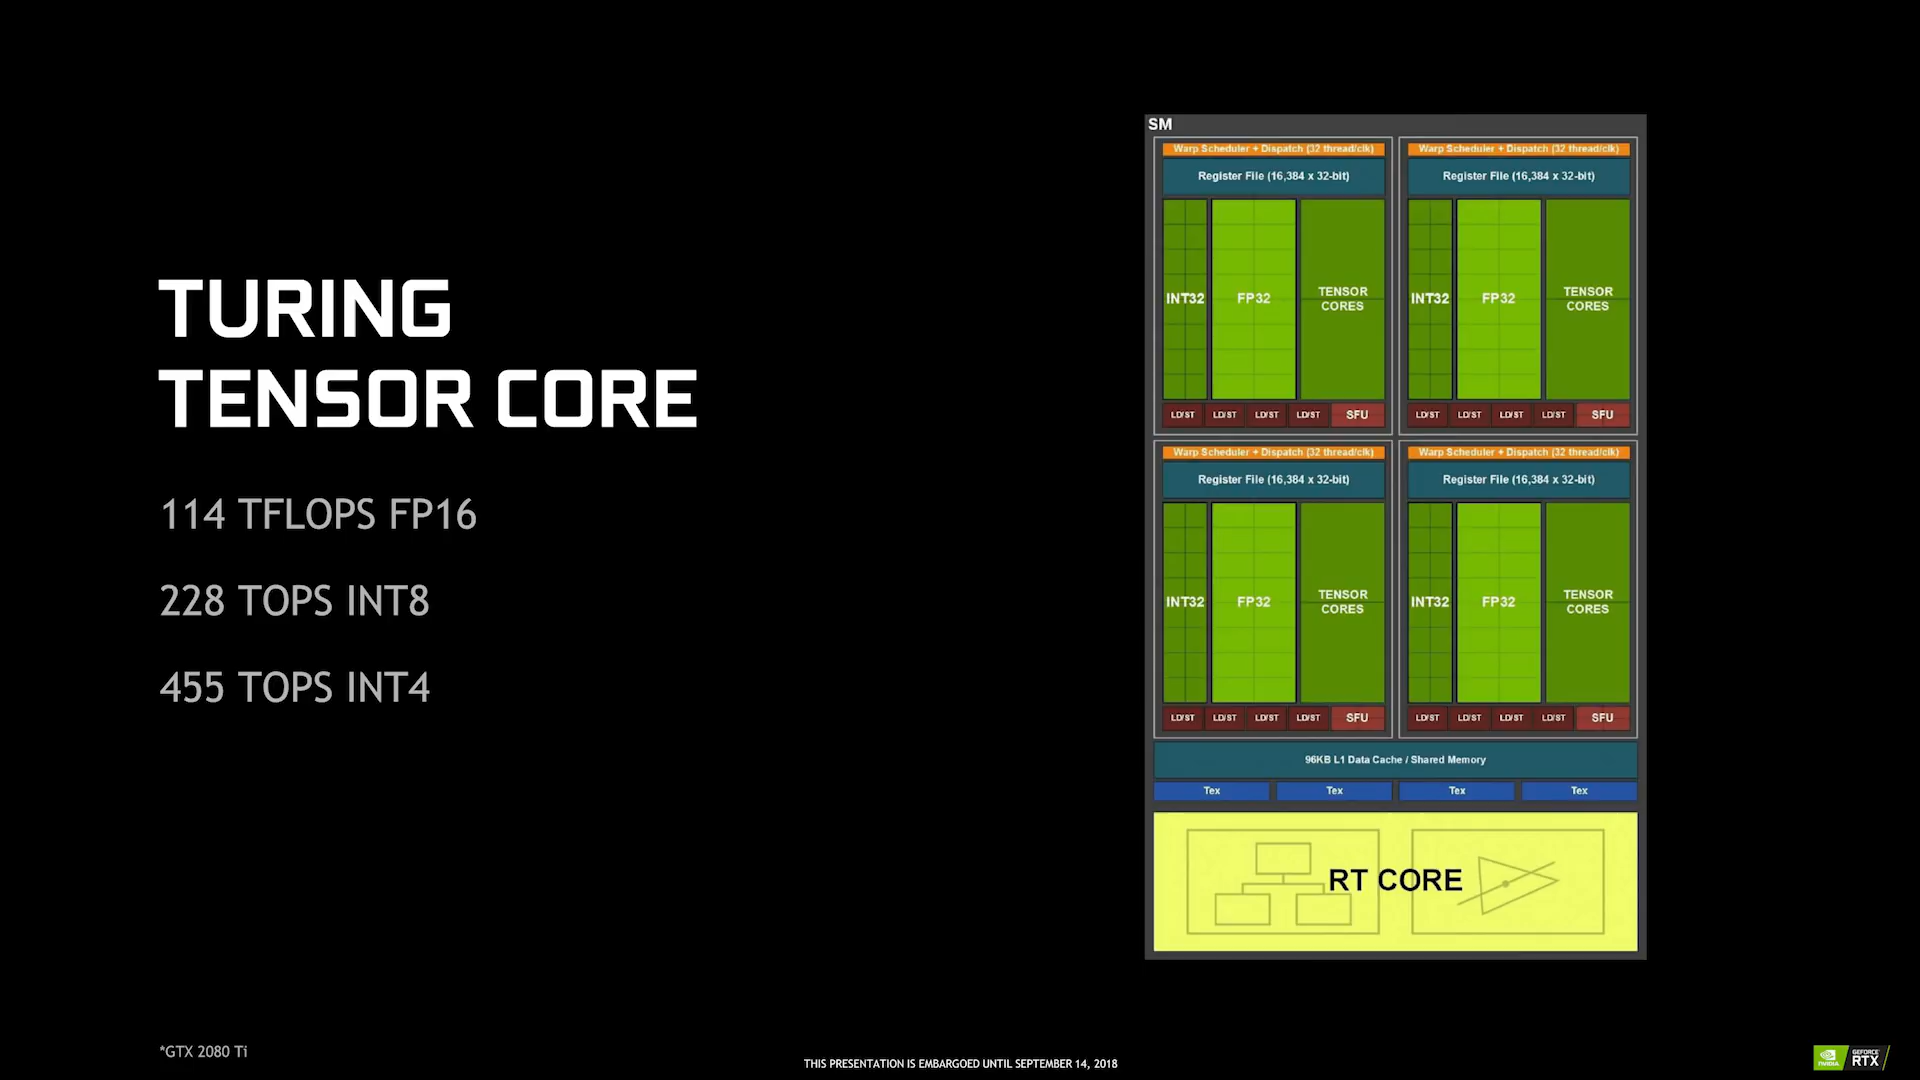 TURING
TENSOR CORE
114 TFLOPS FP16
228 TOPS INT8
455 TOPS INT4
*GTX 2080 Ti
SM
Warp Scheduler + Dispatch (32 thread/clk)
Warp Scheduler + Dispatch (32 thread/clk)
Register File (16,384 x 32-bit)
Register File (16,384 x 32-bit)
INT32
FP32
TENSOR
CORES
INT32
FP32
TENSOR
CORES
LD/ST LD/ST LD/ST LD/ST SFU
LD/ST LD/ST LD/ST LD/ST SFU
Warp Scheduler + Dispatch (32 thread/clk)
Warp Scheduler + Dispatch (32 thread/clk)
Register File (16,384 x 32-bit)
Register File (16,384 x 32-bit)
INT32
FP32
TENSOR
CORES
INT32
FP32
TENSOR
CORES
LD/ST LD/ST LD/ST LD/ST SFU
LD/ST LD/ST LD/ST LD/ST SFU
96KB L1 Data Cache / Shared Memory
Tex Tex Tex Tex
RT CORE
THIS PRESENTATION IS EMBARGOED UNTIL SEPTEMBER 14, 2018
NVIDIA
GEFORCE
RTX